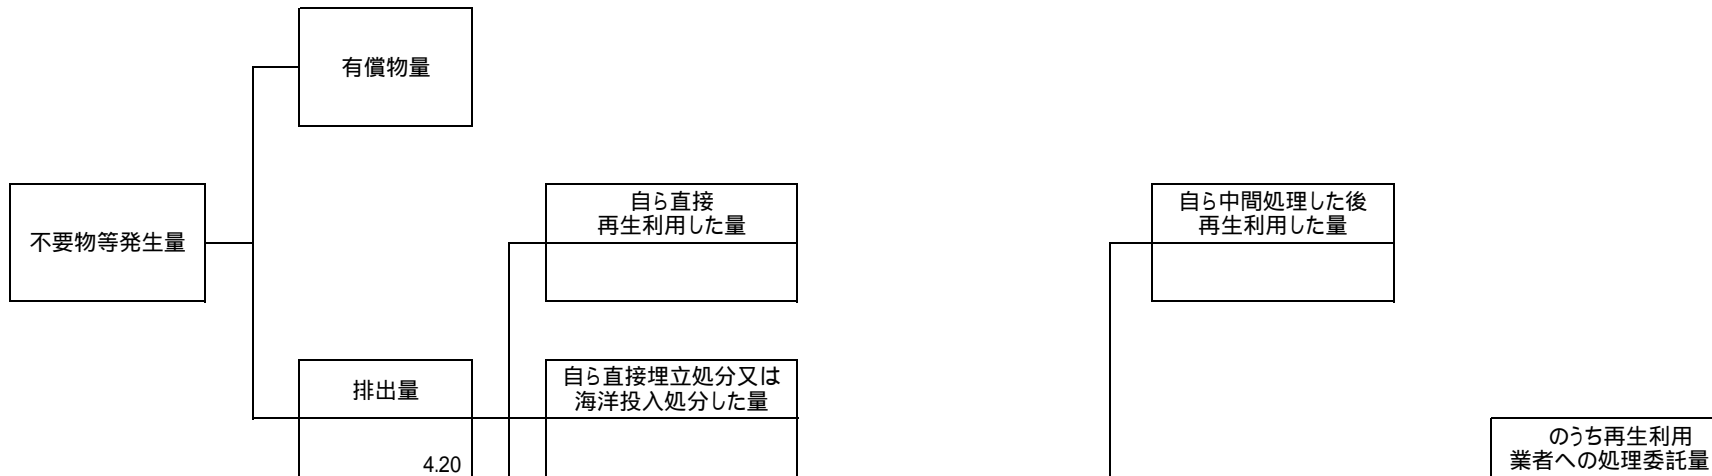 有償物量
自ら直接
再生利用した量
自ら中間処理した後
再生利用した量
不要物等発生量
排出量
自ら直接埋立処分又は
海洋投入処分した量
4.20
のうち再生利用
業者への処理委託量